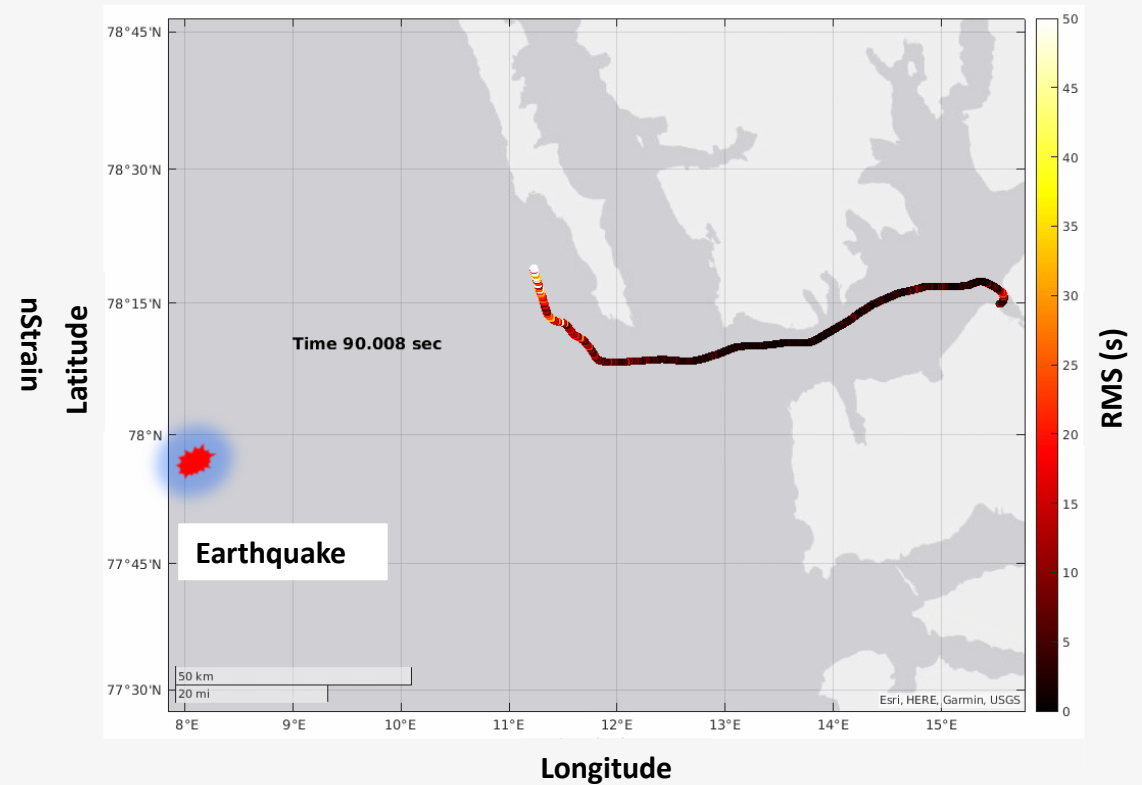 78°45'N
78°30'N
78°15'N
78°N
77°45'N
77°30'N
nStrain
Latitude
Time 90.008 sec
Earthquake
50 km
20 mi
Esri, HERE, Garmin, USGS
8°E
9°E
10°E
11°E
12°E
13°E
14°E
15°E
Longitude
50
45
40
35
30
25
20
15
10
5
0
RMS (s)